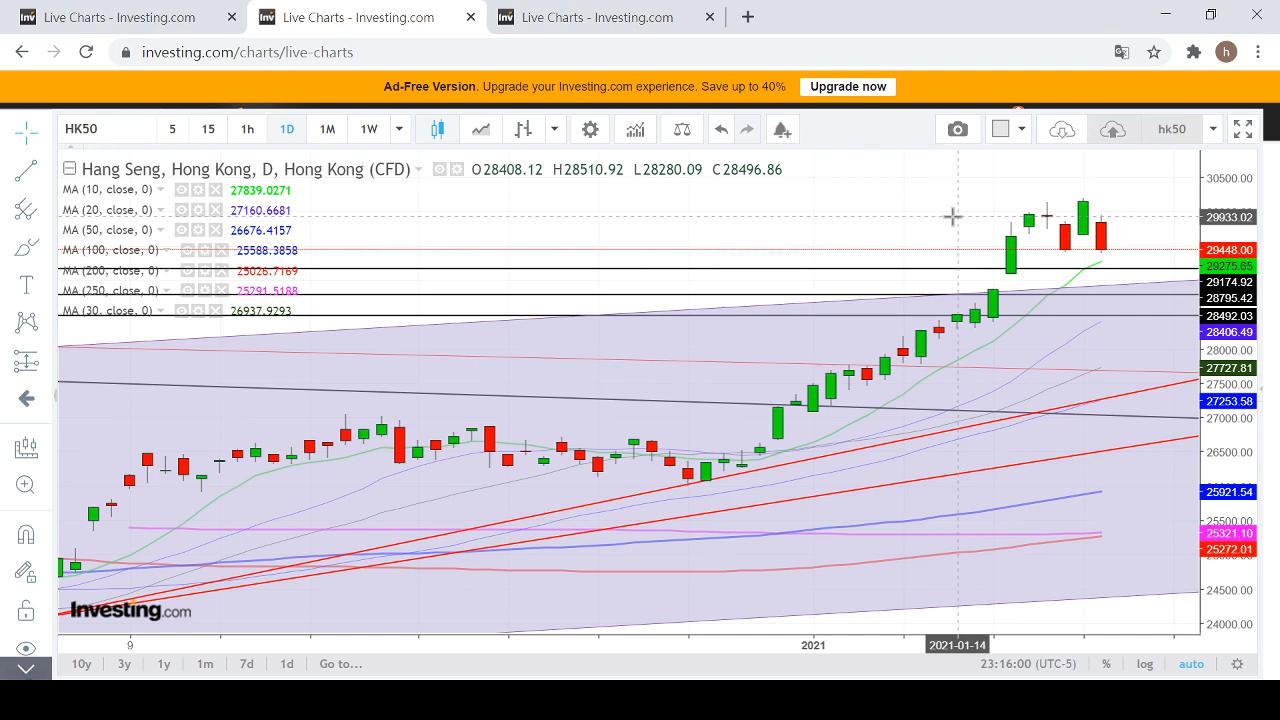 Live Charts - Investing.com
Live Charts - Investing.com
Live Charts - Investing.com
investing.com/charts/live-charts
h
Ad-Free Version. Upgrade your Investing.com experience. Save up to 40%
Upgrade now
HK50 5 15 1h 1D 1M 1W
hk50
Hang Seng, Hong Kong, D, Hong Kong (CFD) O28408.12 H28510.92 L28280.09 C28496.86
MA (10, close, 0) 27839.0271
MA (20, close, 0) 27160.6681
MA (50, close, 0) 26676.4157
MA (100, close, 0) 25588.3858
MA (200, close, 0) 25026.7169
MA (250, close, 0) 25291.5188
MA (30, close, 0) 26937.9293
30500.00
29933.02
29448.00
29275.65
29174.92
28795.42
28492.03
28406.49
28000.00
27727.81
27500.00
27253.58
27000.00
26500.00
25921.54
25500.00
25321.10
25272.01
24500.00
24000.00
Investing.com
9 2021 2021-01-14
10y 3y 1y 1m 7d 1d Go to... 23:16:00 (UTC-5) % log auto